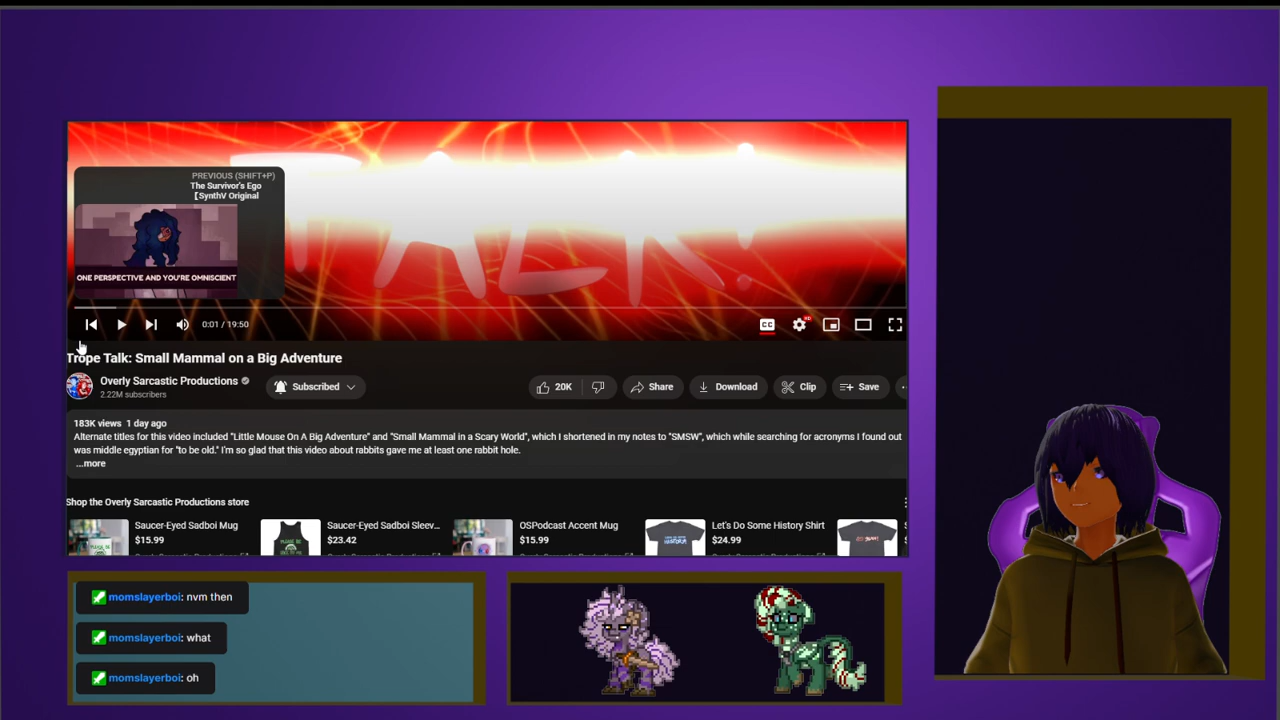 TALK!
PREVIOUS (SHIFT+P)
The Survivor's Ego
【SynthV Original
ONE PERSPECTIVE AND YOU'RE OMNISCIENT
0:01 / 19:50
CC
HD
Trope Talk: Small Mammal on a Big Adventure
Overly Sarcastic Productions
2.22M subscribers
Subscribed
20K
Share
Download
Clip
Save
183K views 1 day ago
Alternate titles for this video included "Little Mouse On A Big Adventure" and "Small Mammal in a Scary World", which I shortened in my notes to "SMSW", which while searching for acronyms I found out
was middle egyptian for "to be old." I'm so glad that this video about rabbits gave me at least one rabbit hole.
...more
Shop the Overly Sarcastic Productions store
Saucer-Eyed Sadboi Mug
$15.99
Saucer-Eyed Sadboi Sleev...
$23.42
OSPodcast Accent Mug
$15.99
Let's Do Some History Shirt
$24.99
momslayerboi: nvm then
momslayerboi: what
momslayerboi: oh